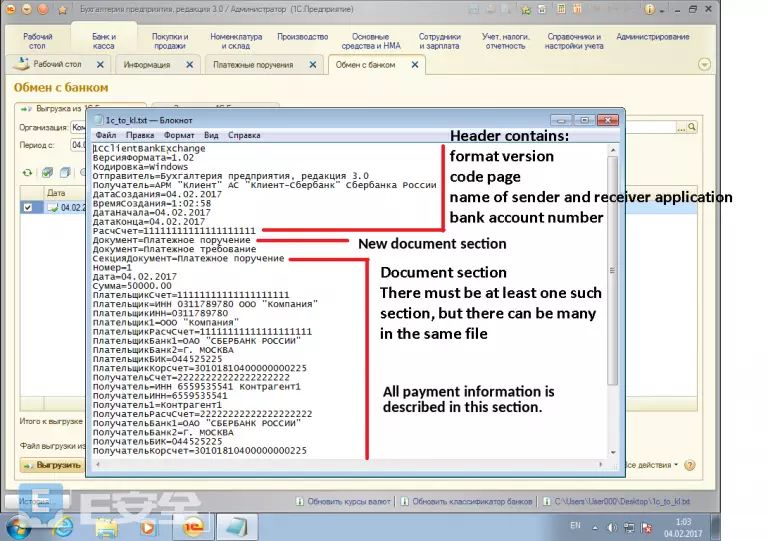 Бухгалтерия предприятия, редакция 3.0 / Администратор (1С:Предприятие)
Рабочий стол
Банк и касса
Покупки и продажи
Номенклатура и склад
Производство
Основные средства и НМА
Сотрудники и зарплата
Учет, налоги, отчетность
Справочники и настройки учета
Администрирование
Рабочий стол
Информация
Платежные поручения
Обмен с банком
Обмен с банком
Выгрузка из
Организация:
Период с:
04.0
Дата
04.02.2
1c_to_kl.txt — Блокнот
Файл Правка Формат Вид Справка
1CClientBankExchange
ВерсияФормата=1.02
Кодировка=Windows
Отправитель=Бухгалтерия предприятия, редакция 3.0
Получатель=АРМ "Клиент" АС "Клиент-Сбербанк" Сбербанка России
ДатаСоздания=04.02.2017
ВремяСоздания=1:02:58
ДатаНачала=04.02.2017
ДатаКонца=04.02.2017
РасчСчет=11111111111111111111
Документ=Платежное поручение
Документ=Платежное требование
СекцияДокумент=Платежное поручение
Номер=1
Дата=04.02.2017
Сумма=50000.00
ПлательщикСчет=11111111111111111111
Плательщик=ИНН 0311789780 ООО "Компания"
ПлательщикИНН=0311789780
Плательщик1=ООО "Компания"
ПлательщикРасчСчет=11111111111111111111
ПлательщикБанк1=ОАО "СБЕРБАНК РОССИИ"
ПлательщикБанк2=Г. МОСКВА
ПлательщикБИК=044525225
ПлательщикКорсчет=30101810400000000225
ПолучательСчет=22222222222222222222
Получатель=ИНН 6559535541 Контрагент1
ПолучательИНН=6559535541
Получатель1=Контрагент1
ПолучательРасчСчет=22222222222222222222
ПолучательБанк1=ОАО "СБЕРБАНК РОССИИ"
ПолучательБанк2=Г. МОСКВА
ПолучательБИК=044525225
ПолучательКорсчет=30101810400000000225
Header contains:
format version
code page
name of sender and receiver application
bank account number
New document section
Document section
There must be at least one such
section, but there can be many
in the same file
All payment information is
described in this section.
Итого к выгрузке
Файл выгрузки из
Выгрузить
Все действия
История
Обновить курсы валют
Обновить классификатор банков
C:\Users\User000\Desktop\1c_to_kl.txt
E安全
EN
1:03
04.02.2017